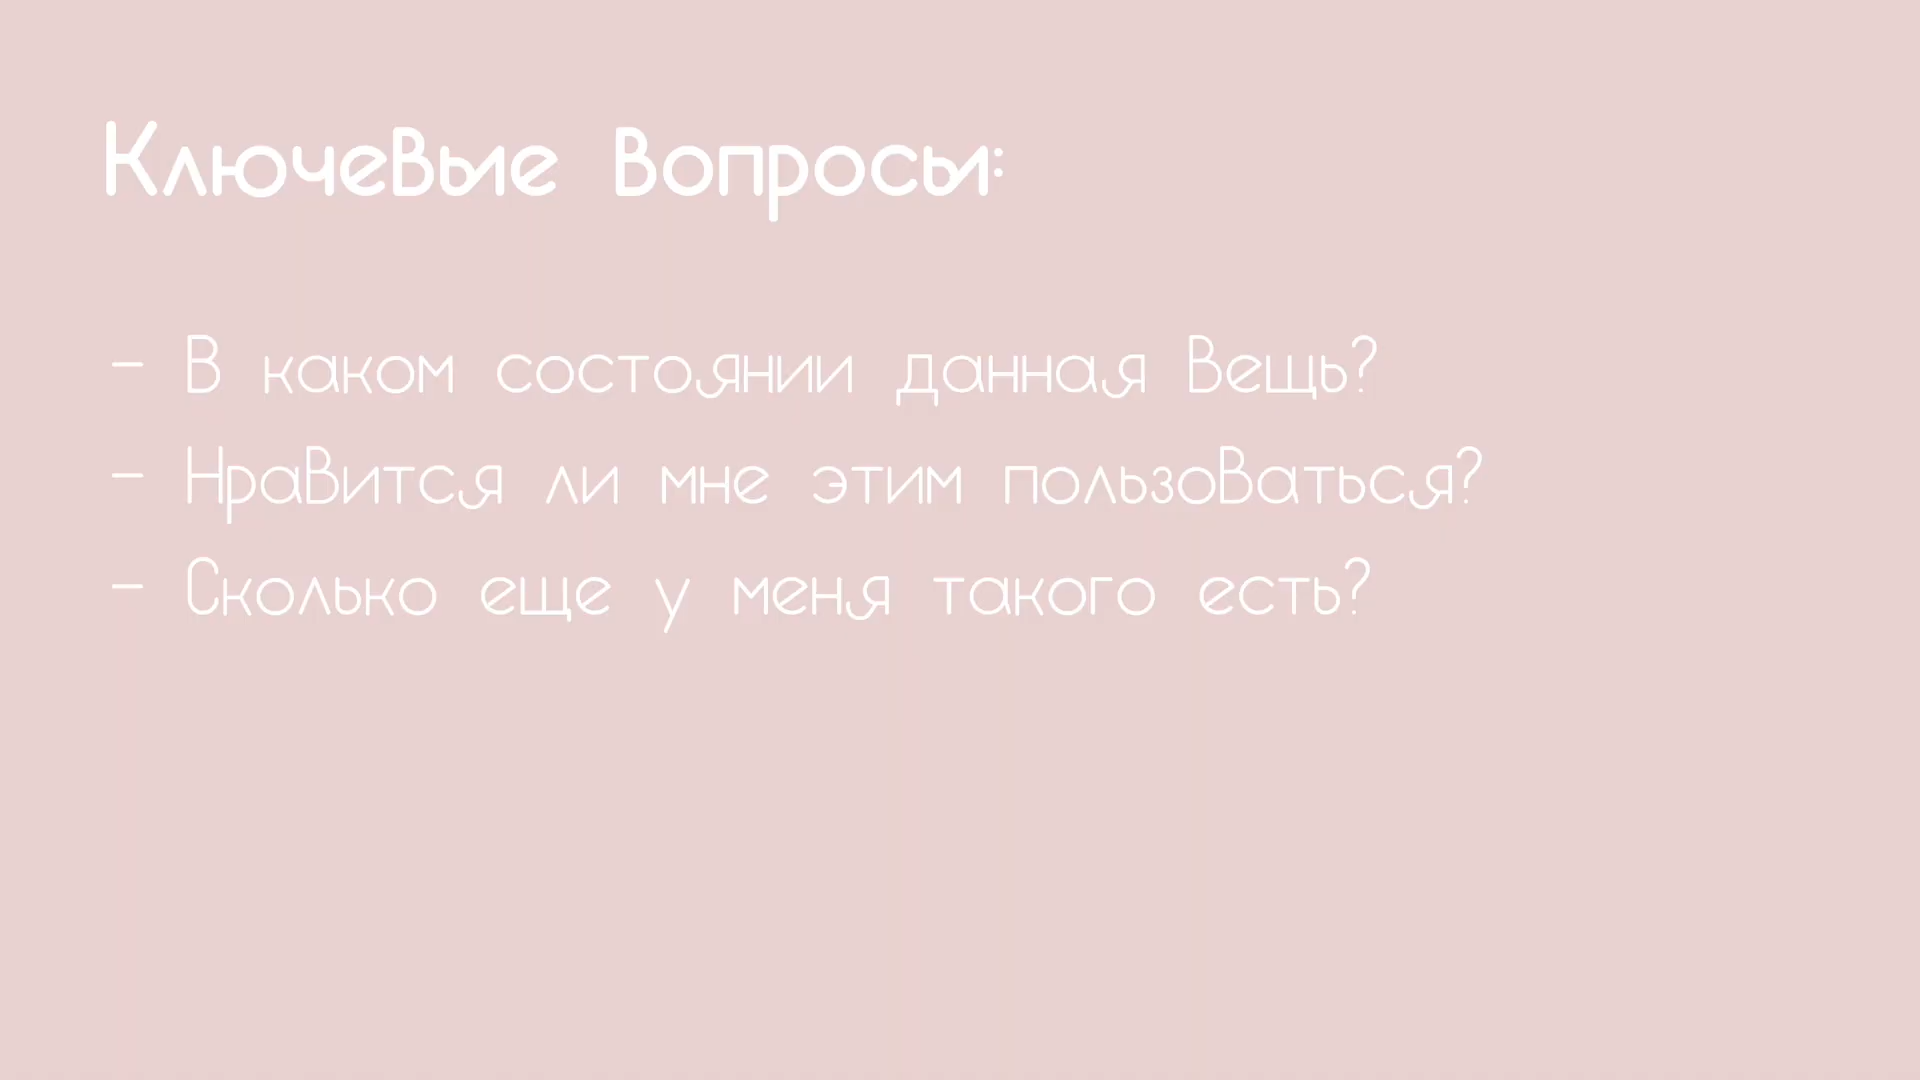 Ключевые вопросы:
- В каком состоянии данная вещь?
- Нравится ли мне этим пользоваться?
- Сколько еще у меня такого есть?